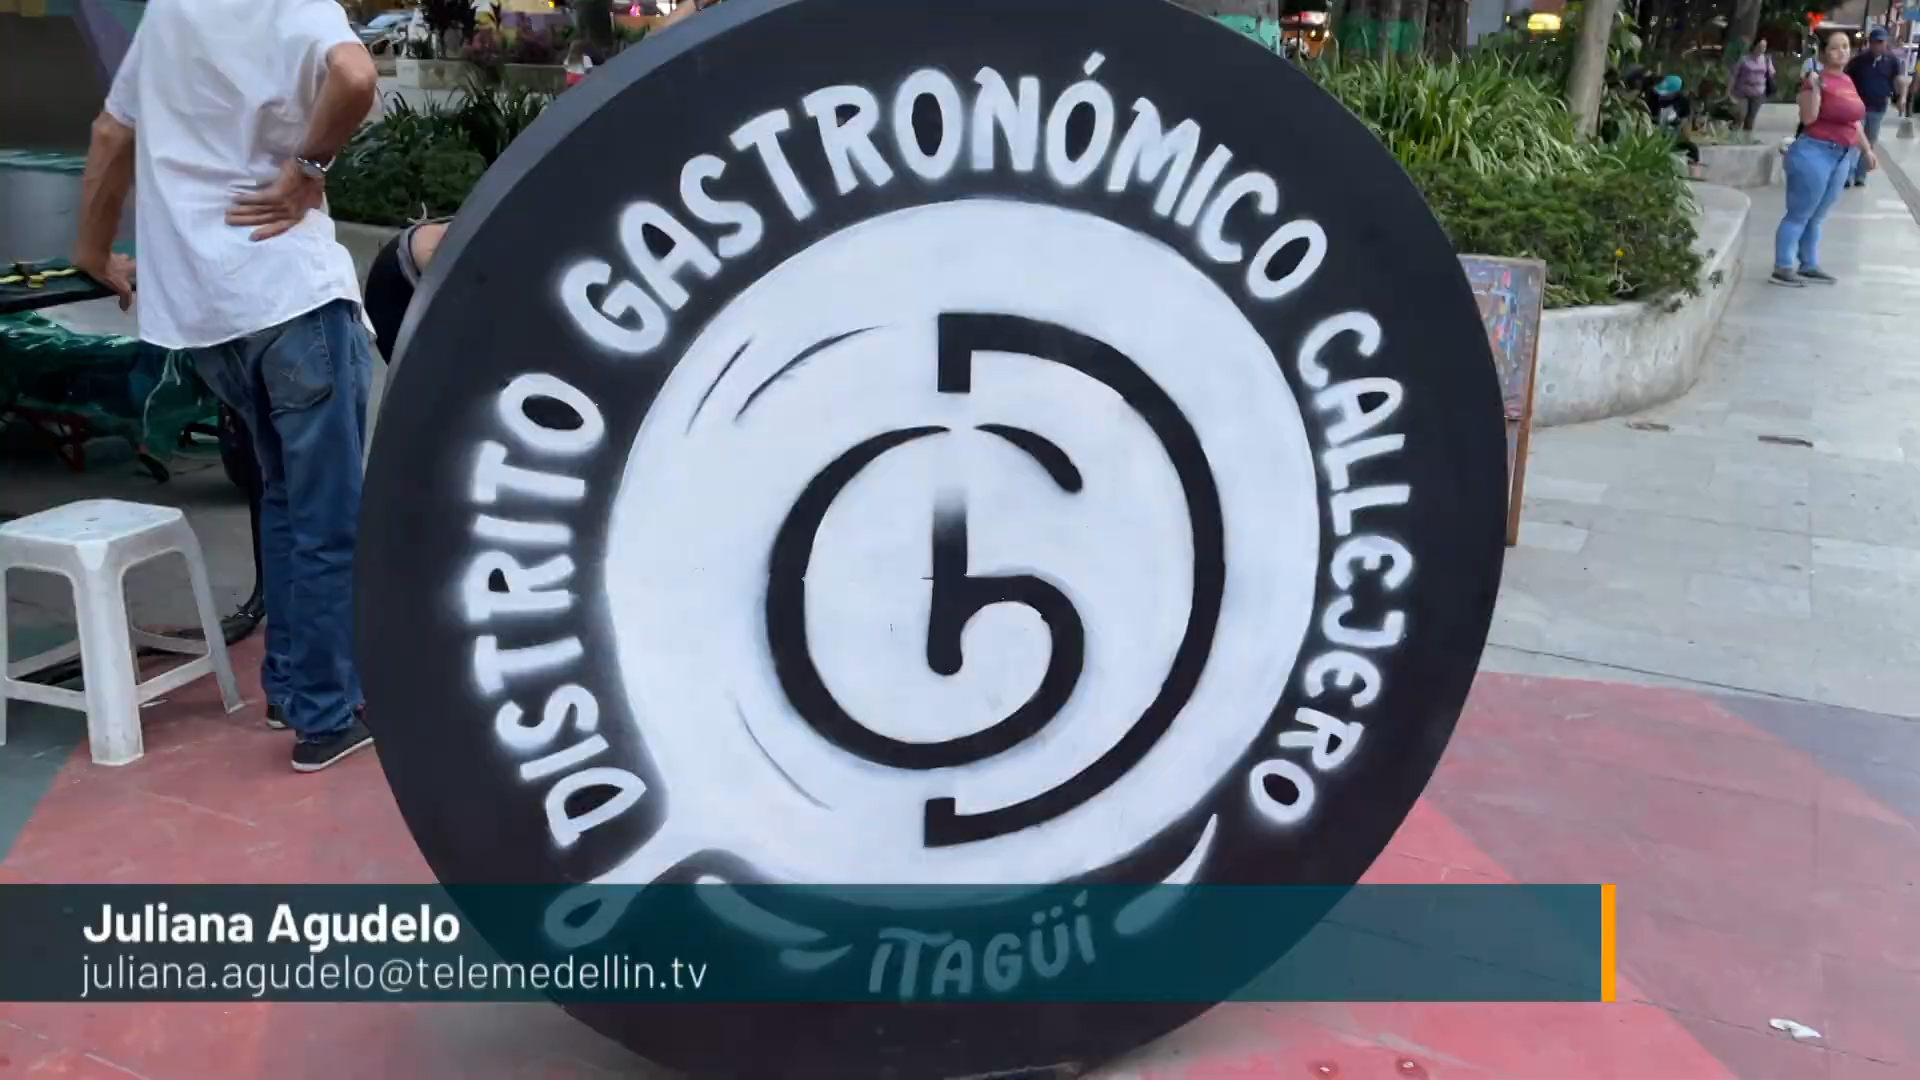 DISTRITO GASTRONÓMICO CALLEJERO
ITAGÜÍ
Juliana Agudelo
juliana.agudelo@telemedellin.tv